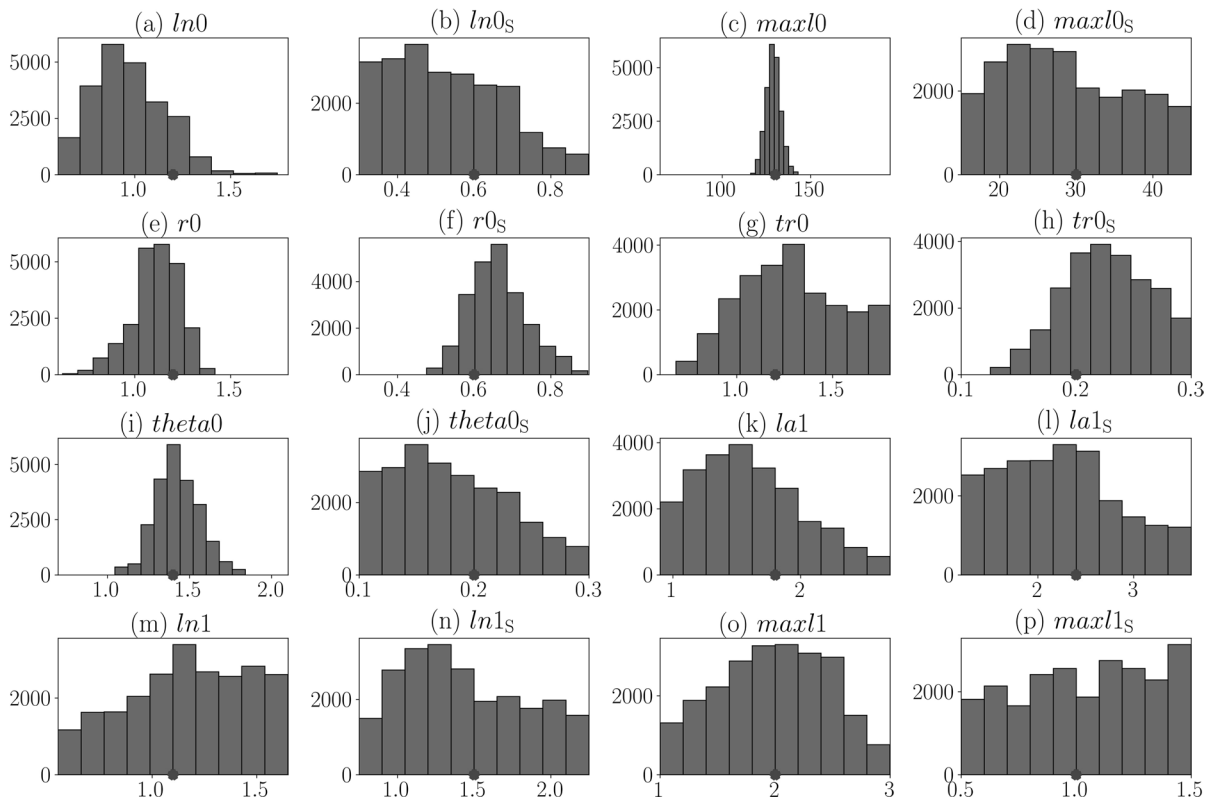 (a) ln0
(b) ln0S
(c) maxl0
(d) maxl0S
5000
2500
0
1.0 1.5
2000
0
0.4 0.6 0.8
5000
2500
0
100 150
2000
0
20 30 40
(e) r0
(f) r0S
(g) tr0
(h) tr0S
5000
2500
0
1.0 1.5
4000
2000
0
0.4 0.6 0.8
4000
2000
0
1.0 1.5
4000
2000
0
0.1 0.2 0.3
(i) theta0
(j) theta0S
(k) la1
(l) la1S
5000
2500
0
1.0 1.5 2.0
2000
0
0.1 0.2 0.3
4000
2000
0
1 2
2000
0
2 3
(m) ln1
(n) ln1S
(o) maxl1
(p) maxl1S
2000
0
1.0 1.5
2000
0
1.0 1.5 2.0
2000
0
1 2 3
2000
0
0.5 1.0 1.5